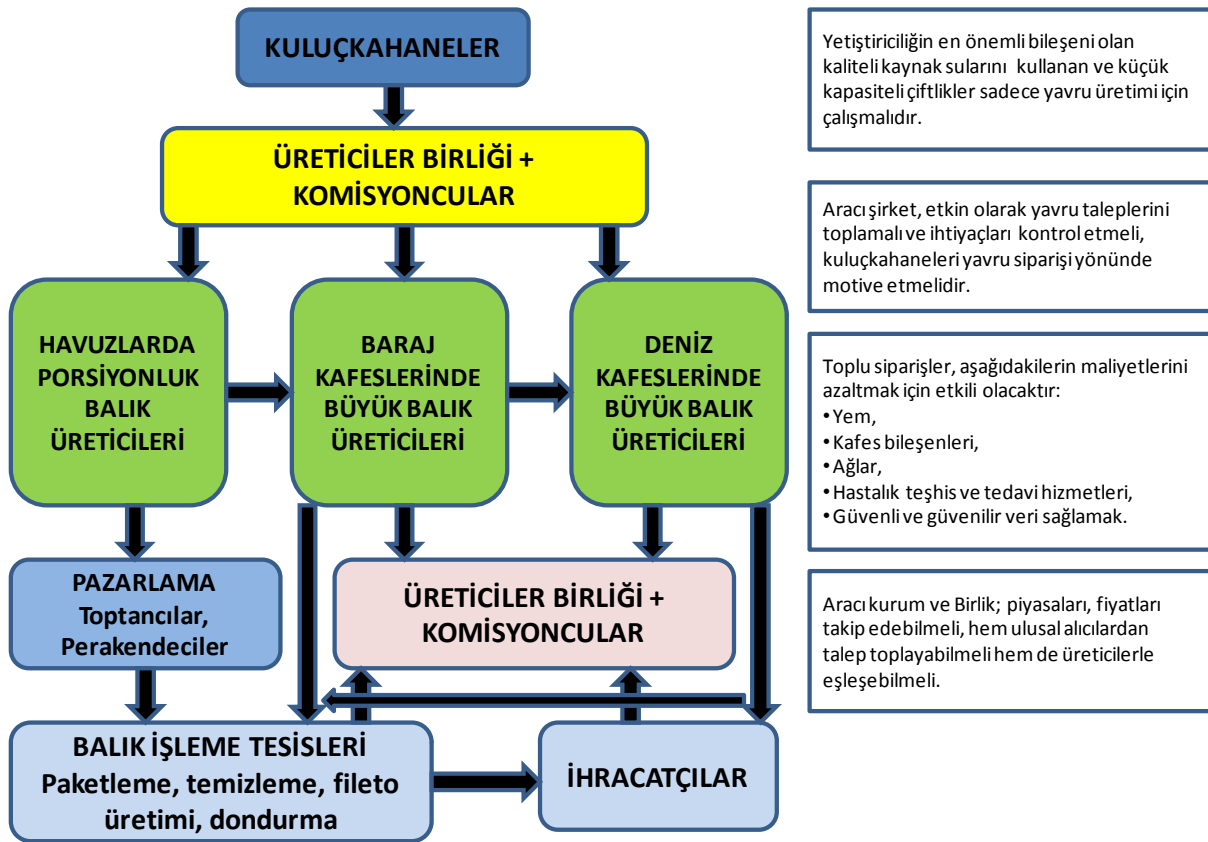 KULUÇKAHANELER
ÜRETİCİLER BİRLİĞİ +
KOMİSYONCULAR
HAVUZLARDA
PORSİYONLUK
BALIK
ÜRETİCİLERİ
BARAJ
KAFESLERİNDE
BÜYÜK BALIK
ÜRETİCİLERİ
DENİZ
KAFESLERİNDE
BÜYÜK BALIK
ÜRETİCİLERİ
PAZARLAMA
Toptancılar,
Perakendeciler
ÜRETİCİLER BİRLİĞİ +
KOMİSYONCULAR
BALIK İŞLEME TESİSLERİ
Paketleme, temizleme, fileto
üretimi, dondurma
İHRACATÇILAR
Yetiştiriciliğin en önemli bileşeni olan
kaliteli kaynak sularını kullanan ve küçük
kapasiteli çiftlikler sadece yavru üretimi için
çalışmalıdır.
Aracı şirket, etkin olarak yavru taleplerini
toplamalı ve ihtiyaçları kontrol etmeli,
kuluçkahaneleri yavru siparişi yönünde
motive etmelidir.
Toplu siparişler, aşağıdakilerin maliyetlerini
azaltmak için etkili olacaktır:
• Yem,
• Kafes bileşenleri,
• Ağlar,
• Hastalık teşhis ve tedavi hizmetleri,
• Güvenli ve güvenilir veri sağlamak.
Aracı kurum ve Birlik; piyasaları, fiyatları
takip edebilmeli, hem ulusal alıcılardan
talep toplayabilmeli hem de üreticilerle
eşleşebilmeli.